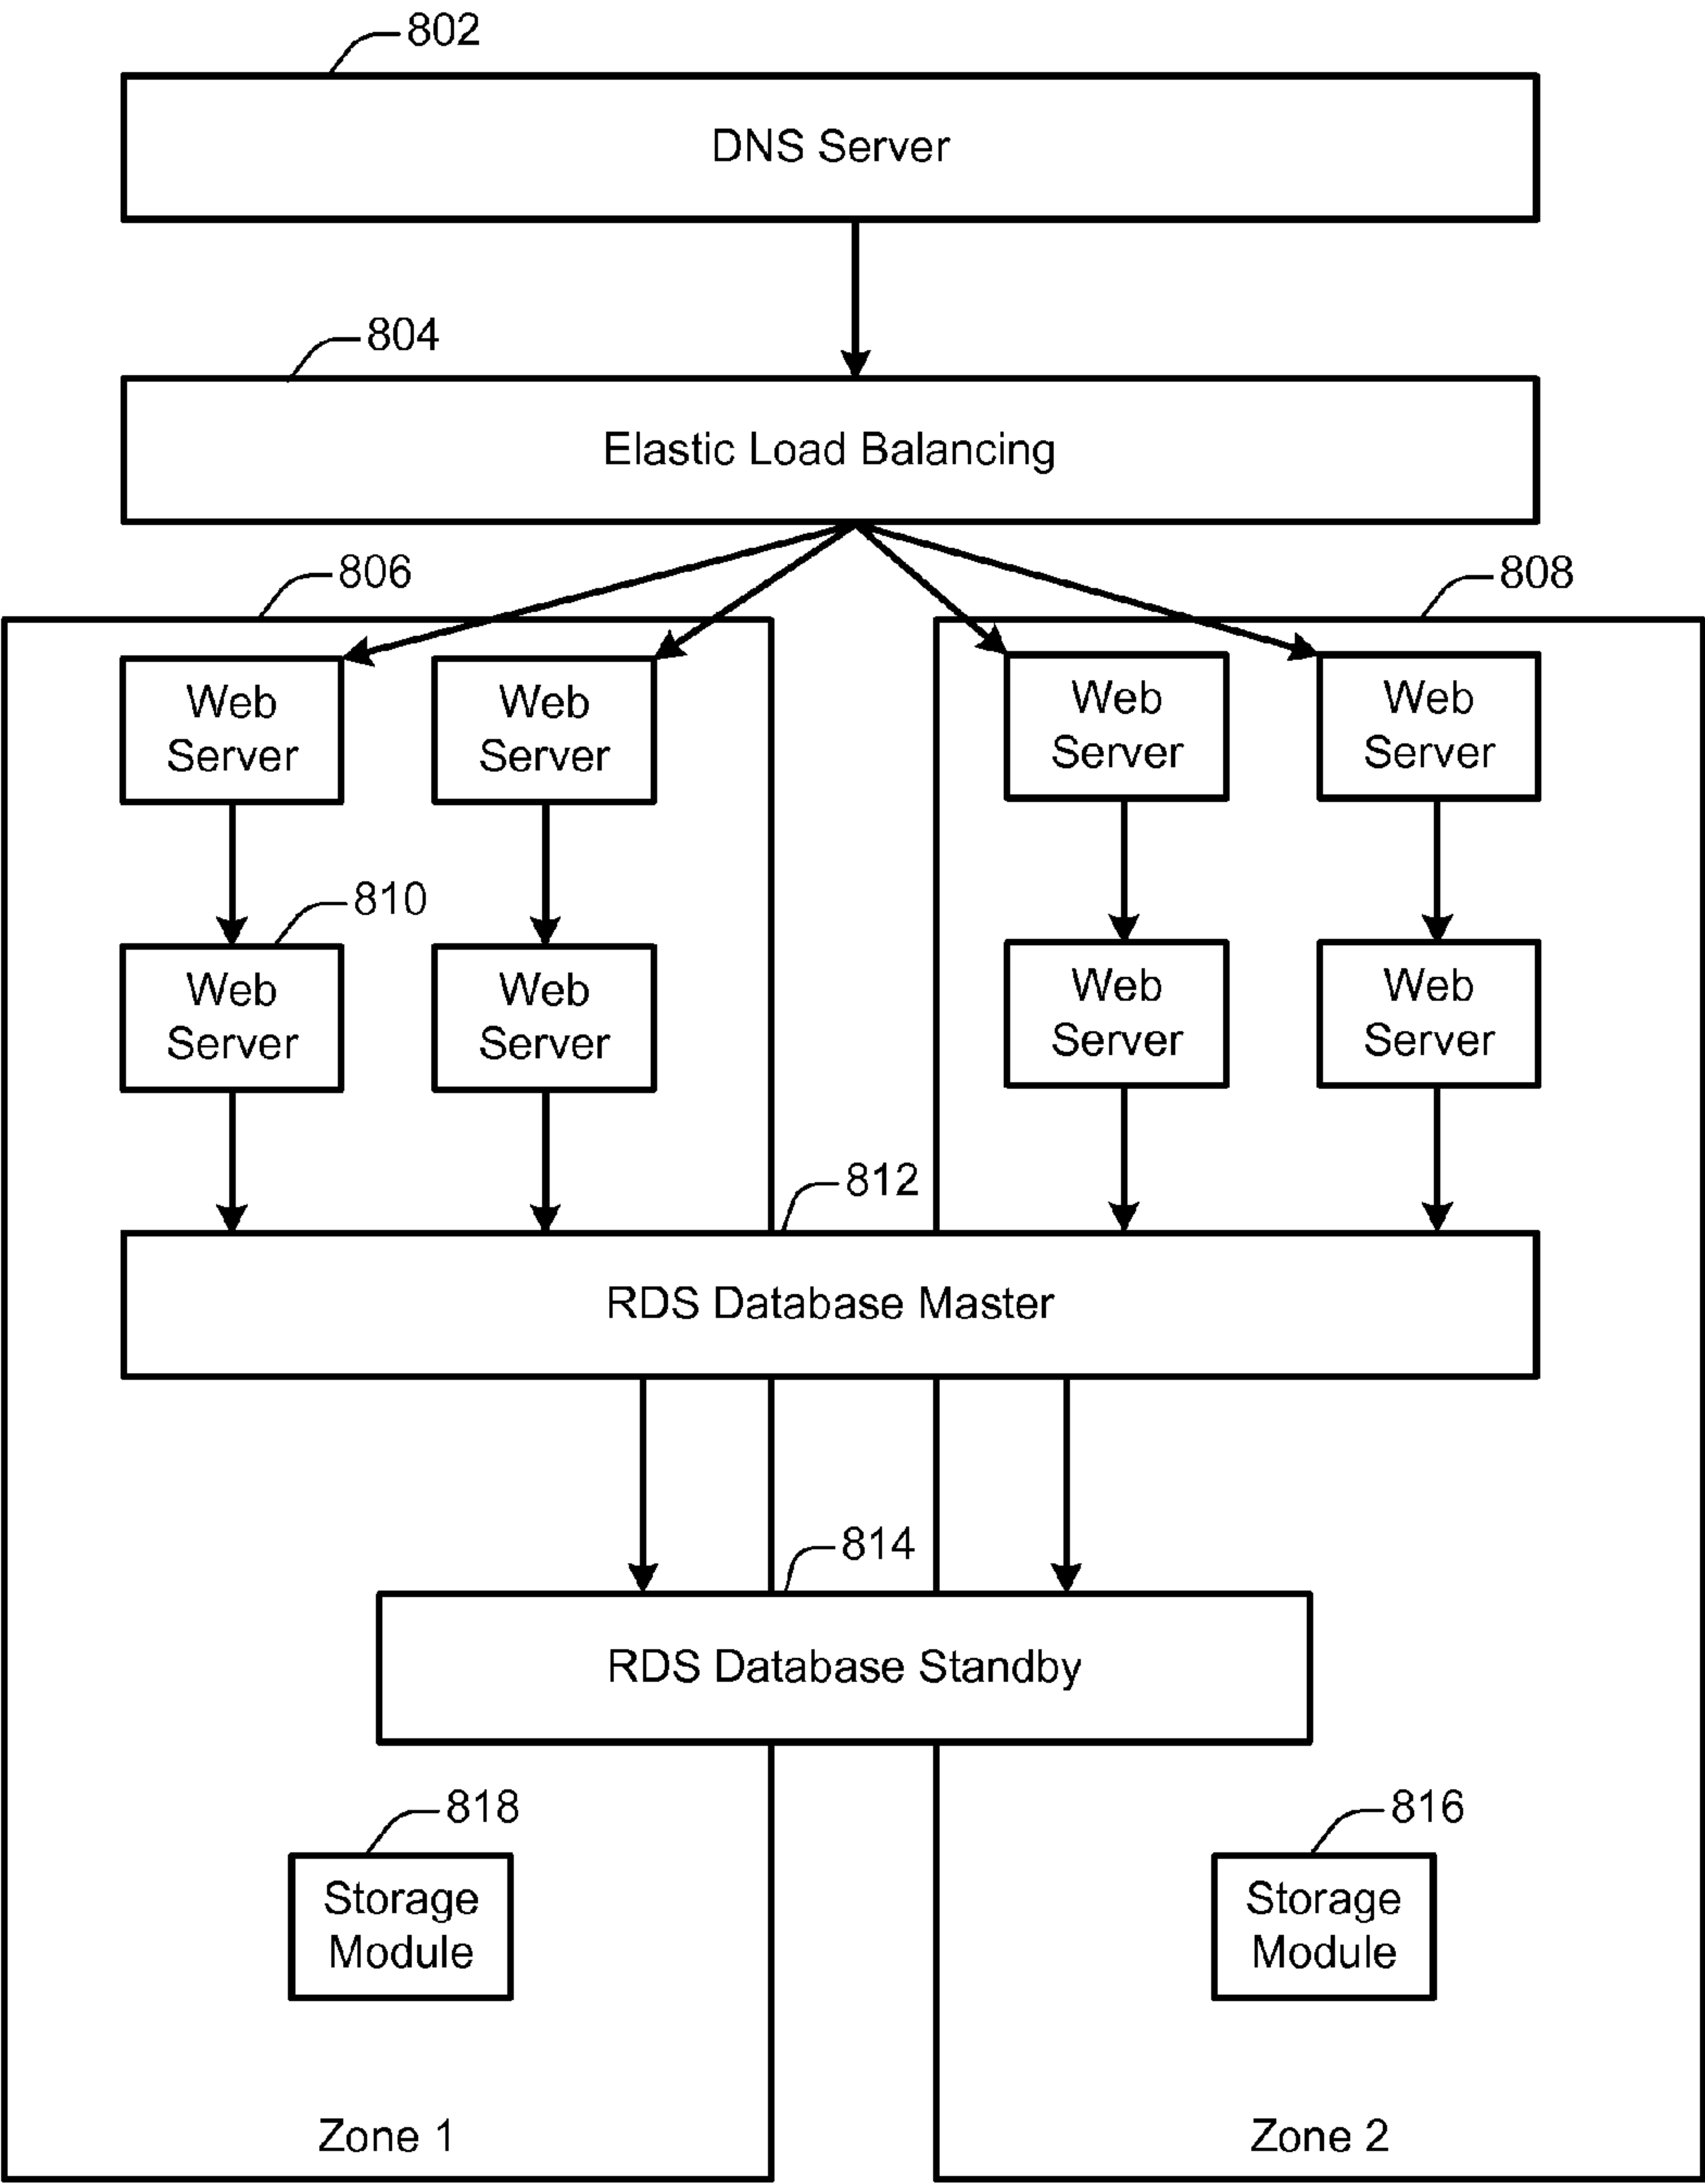 802
DNS Server
804
Elastic Load Balancing
806
808
Web
Server
Web
Server
Web
Server
Web
Server
810
Web
Server
Web
Server
Web
Server
Web
Server
812
RDS Database Master
814
RDS Database Standby
818
816
Storage
Module
Storage
Module
Zone 1
Zone 2